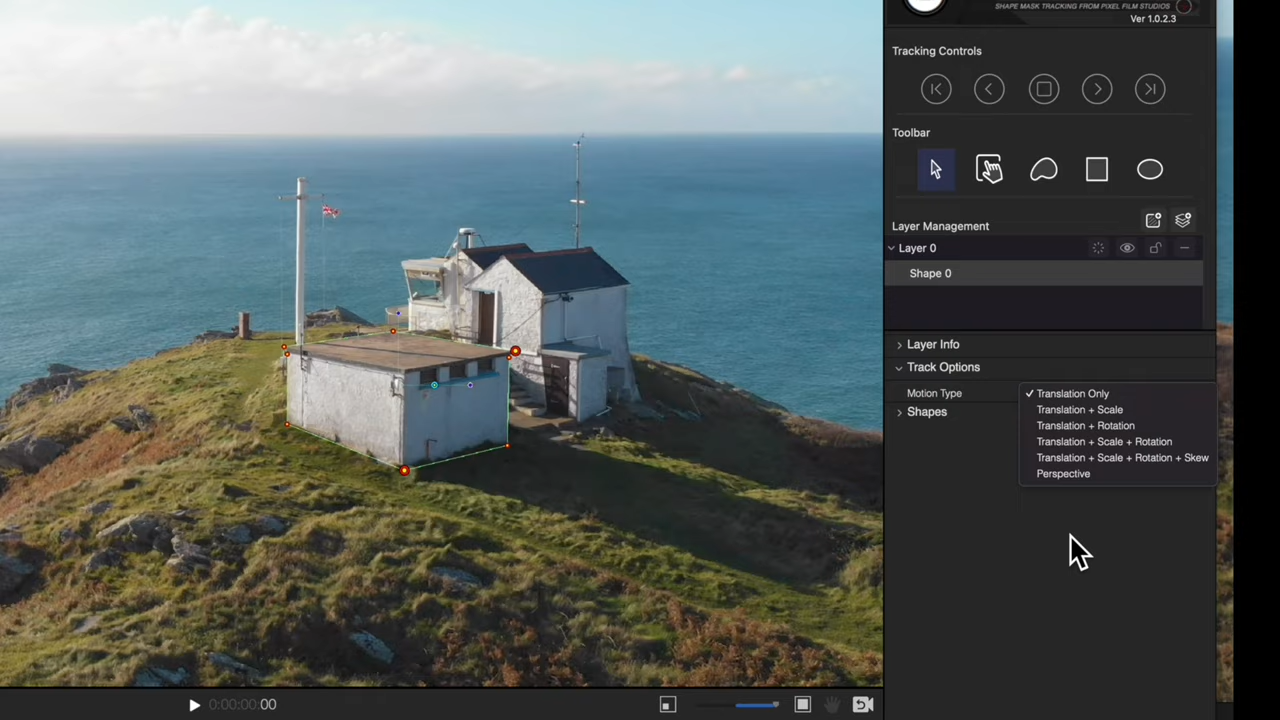 SHAPE MASK TRACKING FROM PIXEL FILM STUDIOS
Ver 1.0.2.3
Tracking Controls
Toolbar
Layer Management
Layer 0
Shape 0
Layer Info
Track Options
Motion Type
✓ Translation Only
Translation + Scale
Translation + Rotation
Translation + Scale + Rotation
Translation + Scale + Rotation + Skew
Perspective
Shapes
0:00:00:00